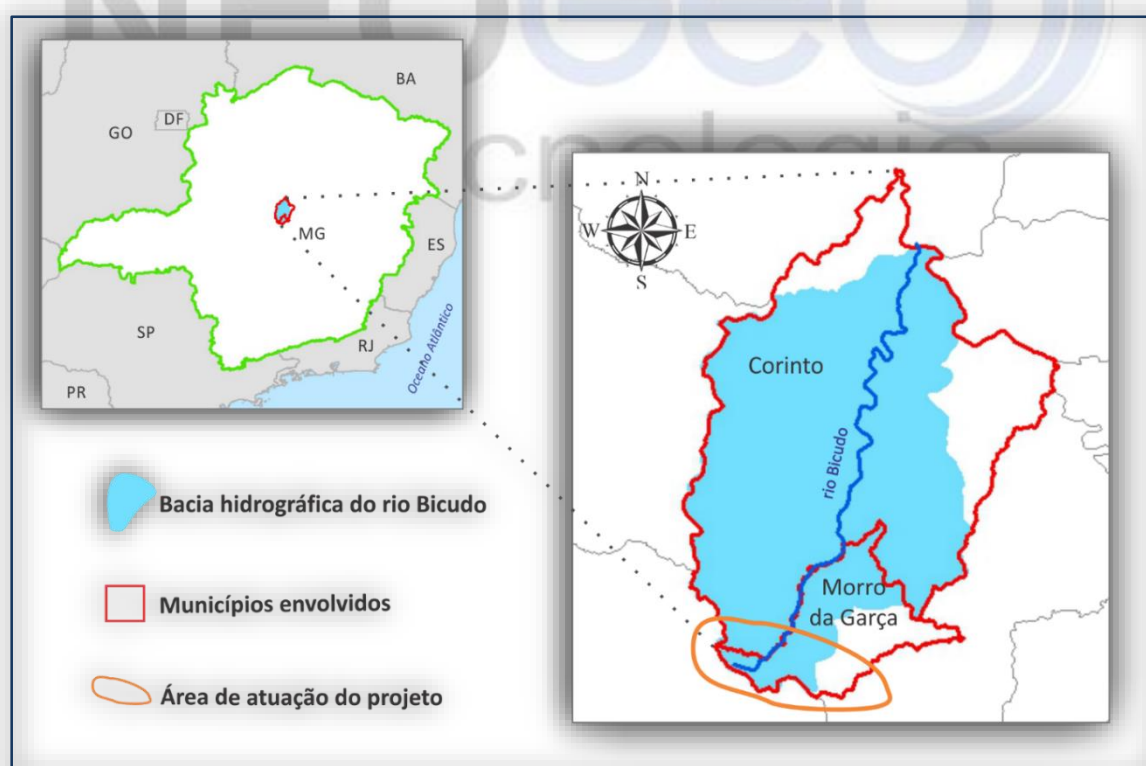 BA
DF
GO
MG
ES
SP
RJ
PR
Oceano Atlântico
N
W E
S
Corinto
rio Bicudo
Morro
da Garça
Bacia hidrográfica do rio Bicudo
Municípios envolvidos
Área de atuação do projeto